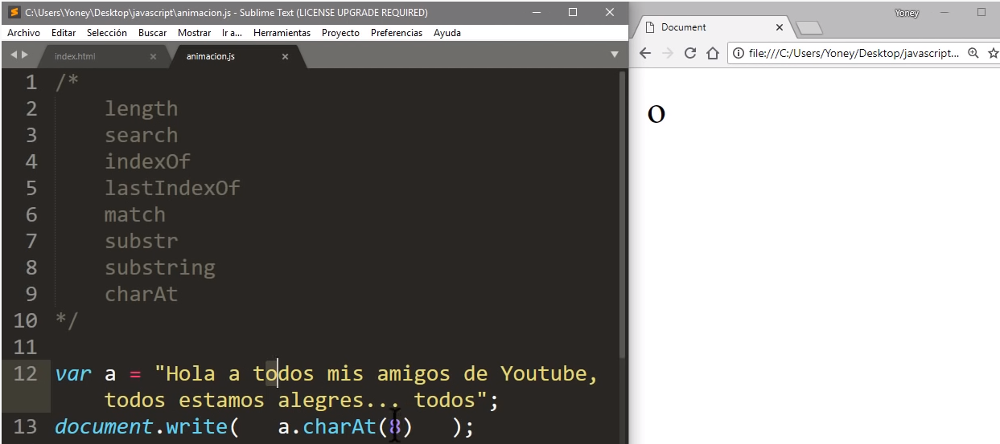 C:\Users\Yoney\Desktop\javascript\animacion.js - Sublime Text (LICENSE UPGRADE REQUIRED)
Archivo Editar Selección Buscar Mostrar Ir a... Herramientas Proyecto Preferencias Ayuda
index.html animacion.js
1 /*
2 length
3 search
4 indexOf
5 lastIndexOf
6 match
7 substr
8 substring
9 charAt
10 */
11
12 var a = "Hola a todos mis amigos de Youtube,
todos estamos alegres... todos";
13 document.write( a.charAt(8) );
Yoney
Document
file:///C:/Users/Yoney/Desktop/javascript...
o